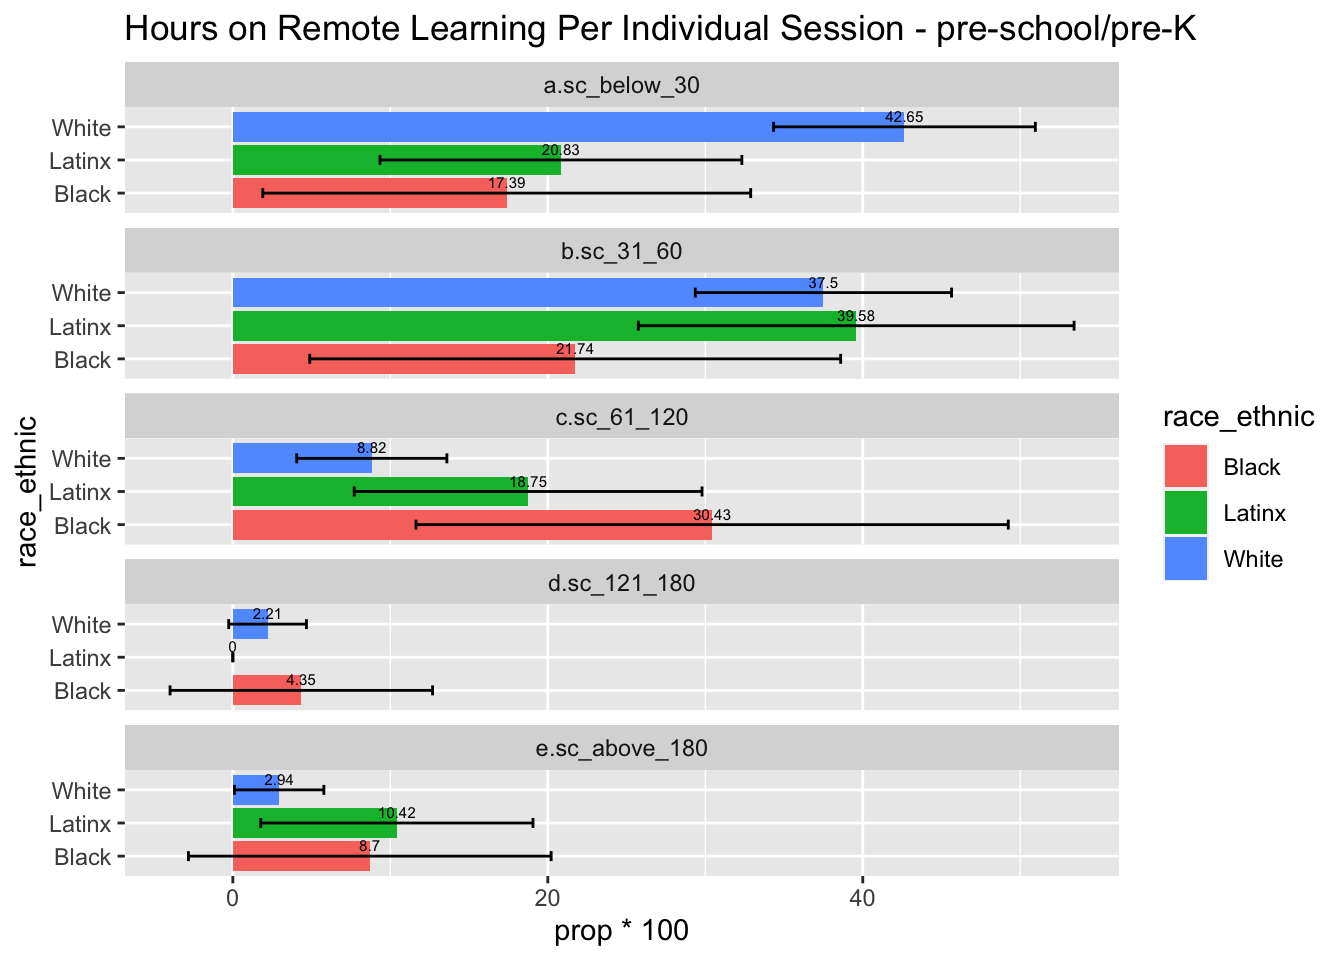 Hours on Remote Learning Per Individual Session - pre-school/pre-K
a.sc_below_30
White
42.65
Latinx
20.83
Black
17.39
b.sc_31_60
White
37.5
Latinx
39.58
Black
21.74
c.sc_61_120
White
8.82
Latinx
18.75
Black
30.43
d.sc_121_180
White
2.21
Latinx
0
Black
4.35
e.sc_above_180
White
2.94
Latinx
10.42
Black
8.7
0 20 40
prop * 100
race_ethnic
race_ethnic
Black
Latinx
White